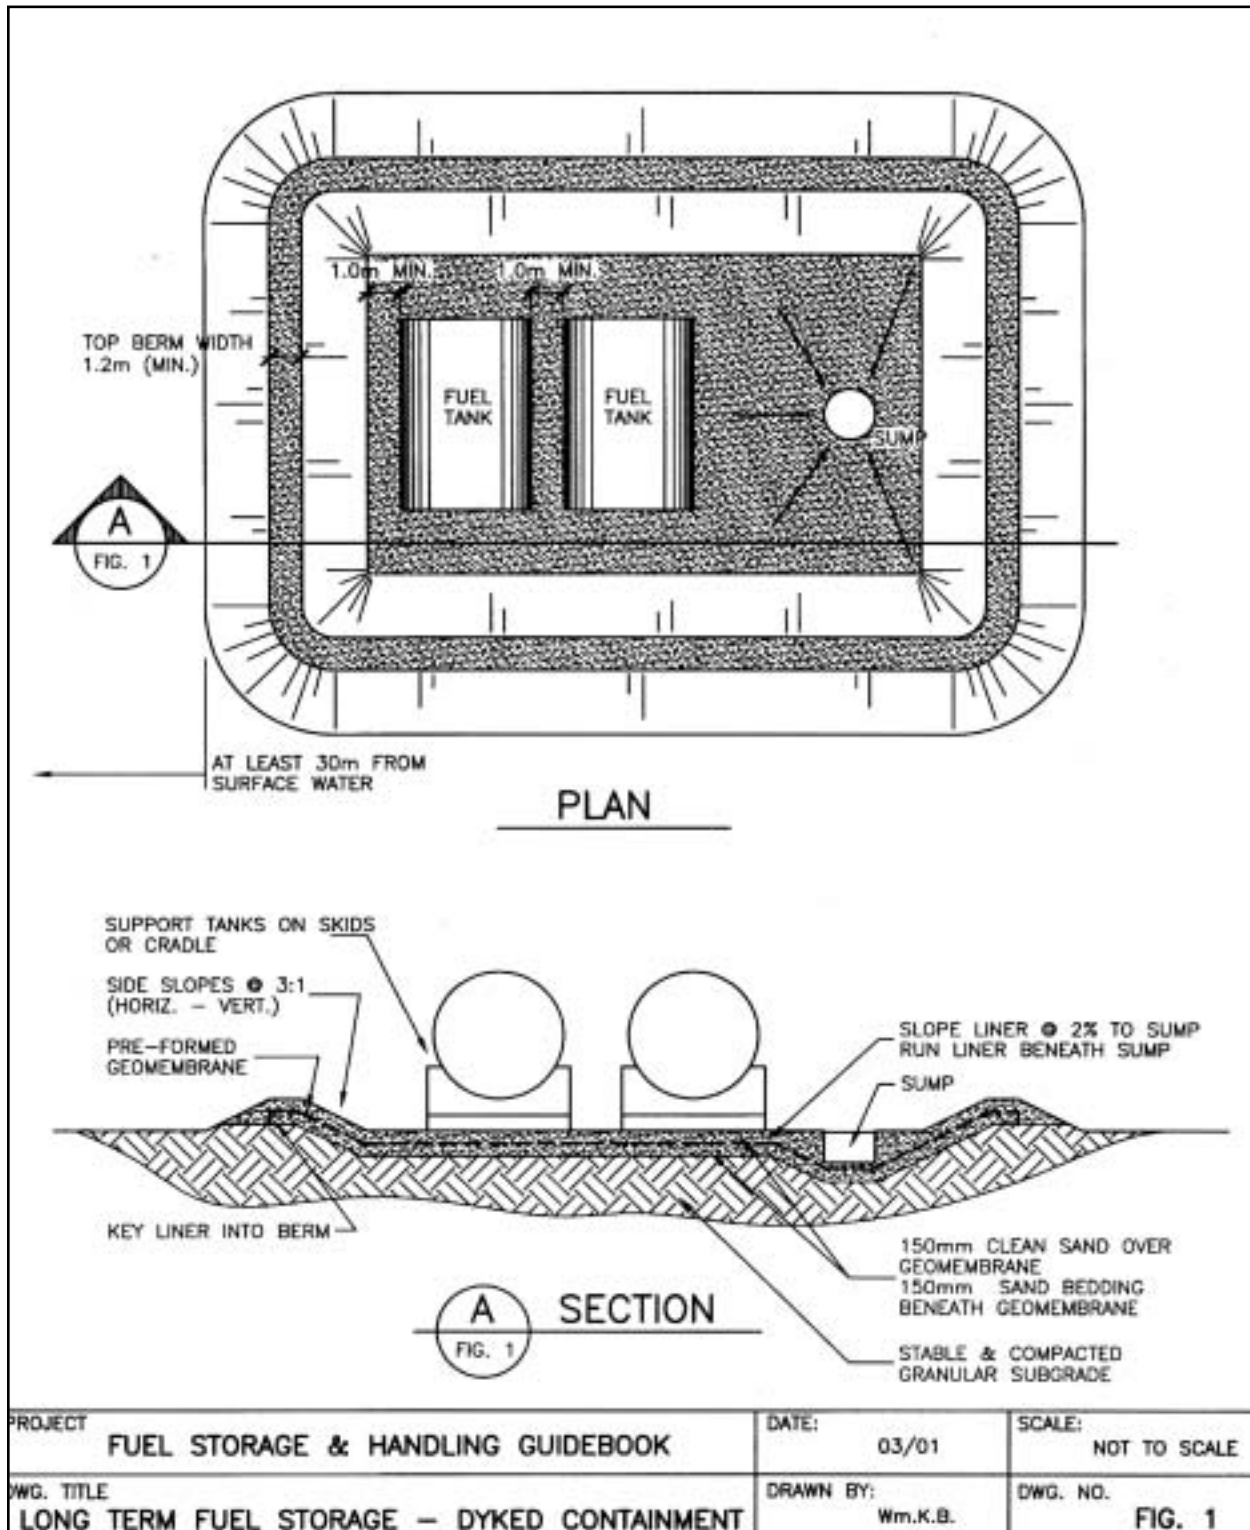 1.0m MIN.
1.0m MIN.
TOP BERM WIDTH
1.2m (MIN.)
FUEL
TANK
FUEL
TANK
SUMP
A
FIG. 1
AT LEAST 30m FROM
SURFACE WATER
PLAN
SUPPORT TANKS ON SKIDS
OR CRADLE
SIDE SLOPES @ 3:1
(HORIZ. – VERT.)
PRE-FORMED
GEOMEMBRANE
SLOPE LINER @ 2% TO SUMP
RUN LINER BENEATH SUMP
SUMP
KEY LINER INTO BERM
150mm CLEAN SAND OVER
GEOMEMBRANE
150mm SAND BEDDING
BENEATH GEOMEMBRANE
STABLE & COMPACTED
GRANULAR SUBGRADE
A
FIG. 1
SECTION
PROJECT
FUEL STORAGE & HANDLING GUIDEBOOK
DATE:
03/01
SCALE:
NOT TO SCALE
DWG. TITLE
LONG TERM FUEL STORAGE – DYKED CONTAINMENT
DRAWN BY:
Wm.K.B.
DWG. NO.
FIG. 1